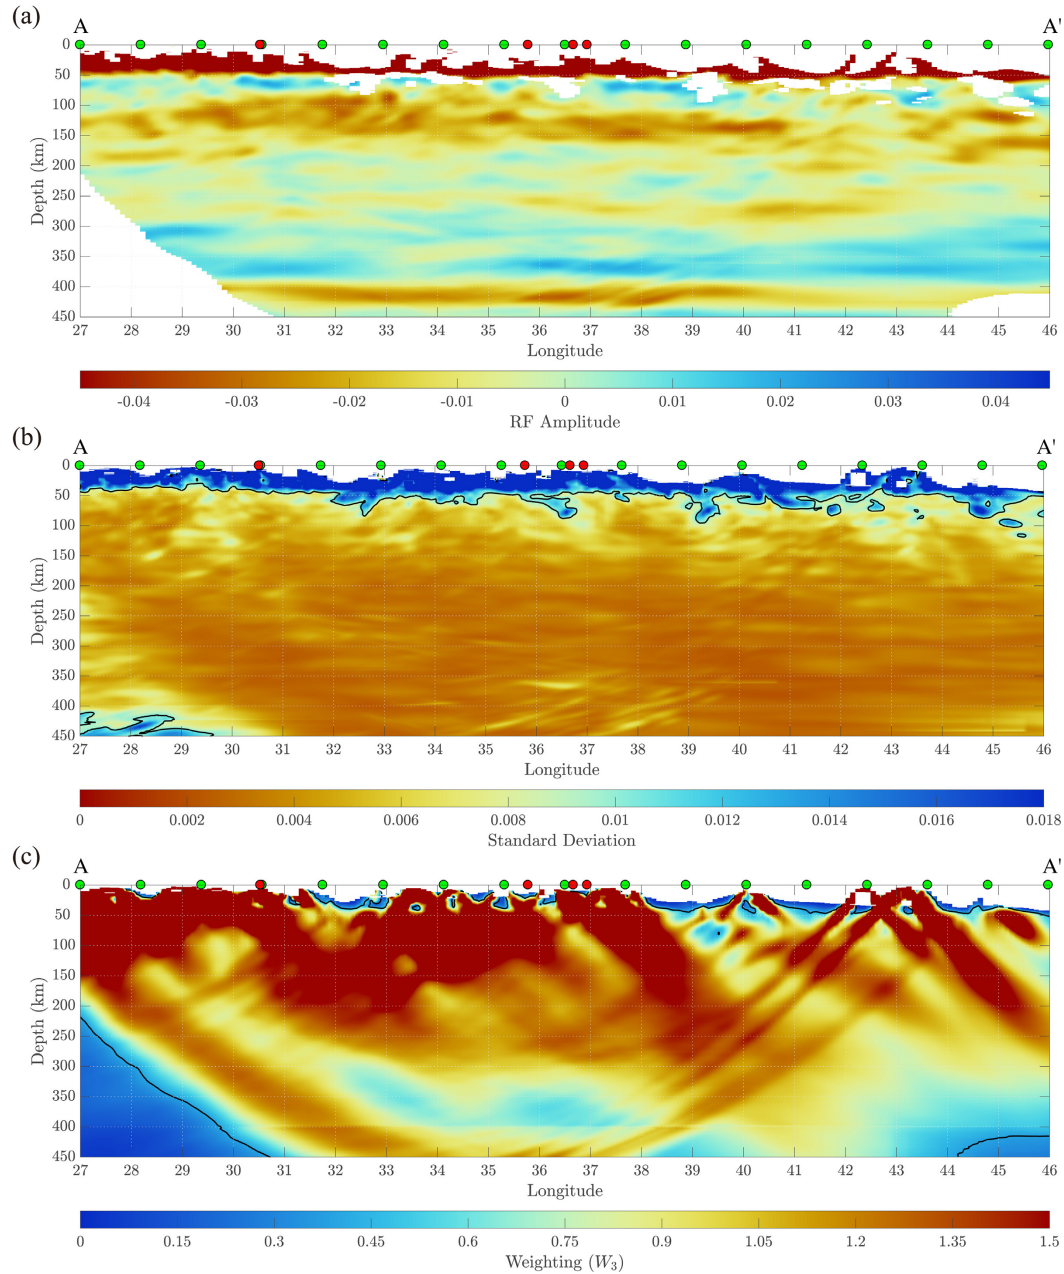 (a)
A A'
0
50
100
150
200
250
300
350
400
450
Depth (km)
27 28 29 30 31 32 33 34 35 36 37 38 39 40 41 42 43 44 45 46
Longitude
-0.04 -0.03 -0.02 -0.01 0 0.01 0.02 0.03 0.04
RF Amplitude
(b)
A A'
0
50
100
150
200
250
300
350
400
450
Depth (km)
27 28 29 30 31 32 33 34 35 36 37 38 39 40 41 42 43 44 45 46
Longitude
0 0.002 0.004 0.006 0.008 0.01 0.012 0.014 0.016 0.018
Standard Deviation
(c)
A A'
0
50
100
150
200
250
300
350
400
450
Depth (km)
27 28 29 30 31 32 33 34 35 36 37 38 39 40 41 42 43 44 45 46
Longitude
0 0.15 0.3 0.45 0.6 0.75 0.9 1.05 1.2 1.35 1.5
Weighting (W₃)